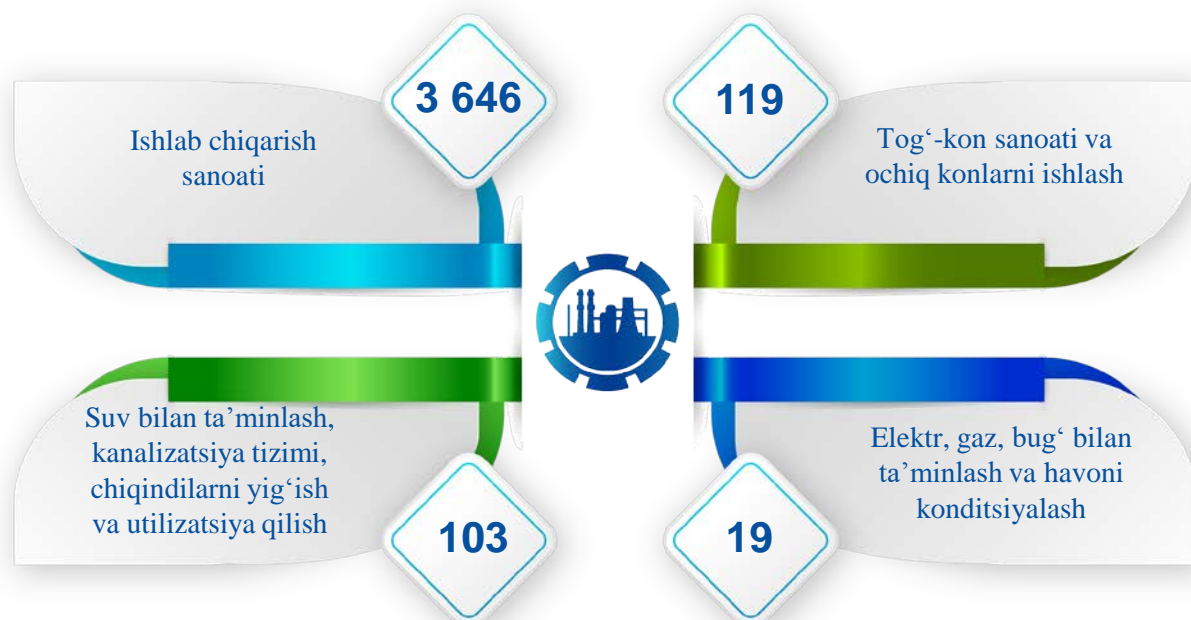 3 646
Ishlab chiqarish
sanoati
119
Tog‘-kon sanoati va
ochiq konlarni ishlash
Suv bilan ta’minlash,
kanalizatsiya tizimi,
chiqindilarni yig‘ish
va utilizatsiya qilish
103
Elektr, gaz, bug‘ bilan
ta’minlash va havoni
konditsiyalash
19